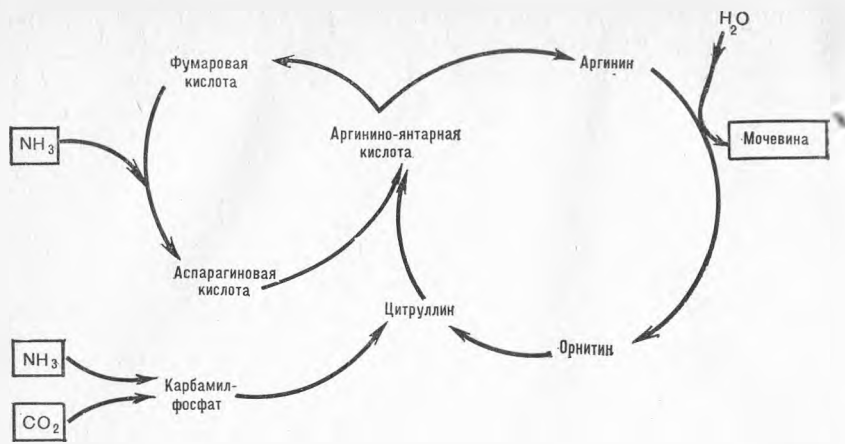 H₂O
Фумаровая
кислота
Аргинин
NH₃
Аргинино-янтарная
кислота
Мочевина
Аспарагиновая
кислота
Цитруллин
NH₃
Орнитин
Карбамил-
фосфат
CO₂